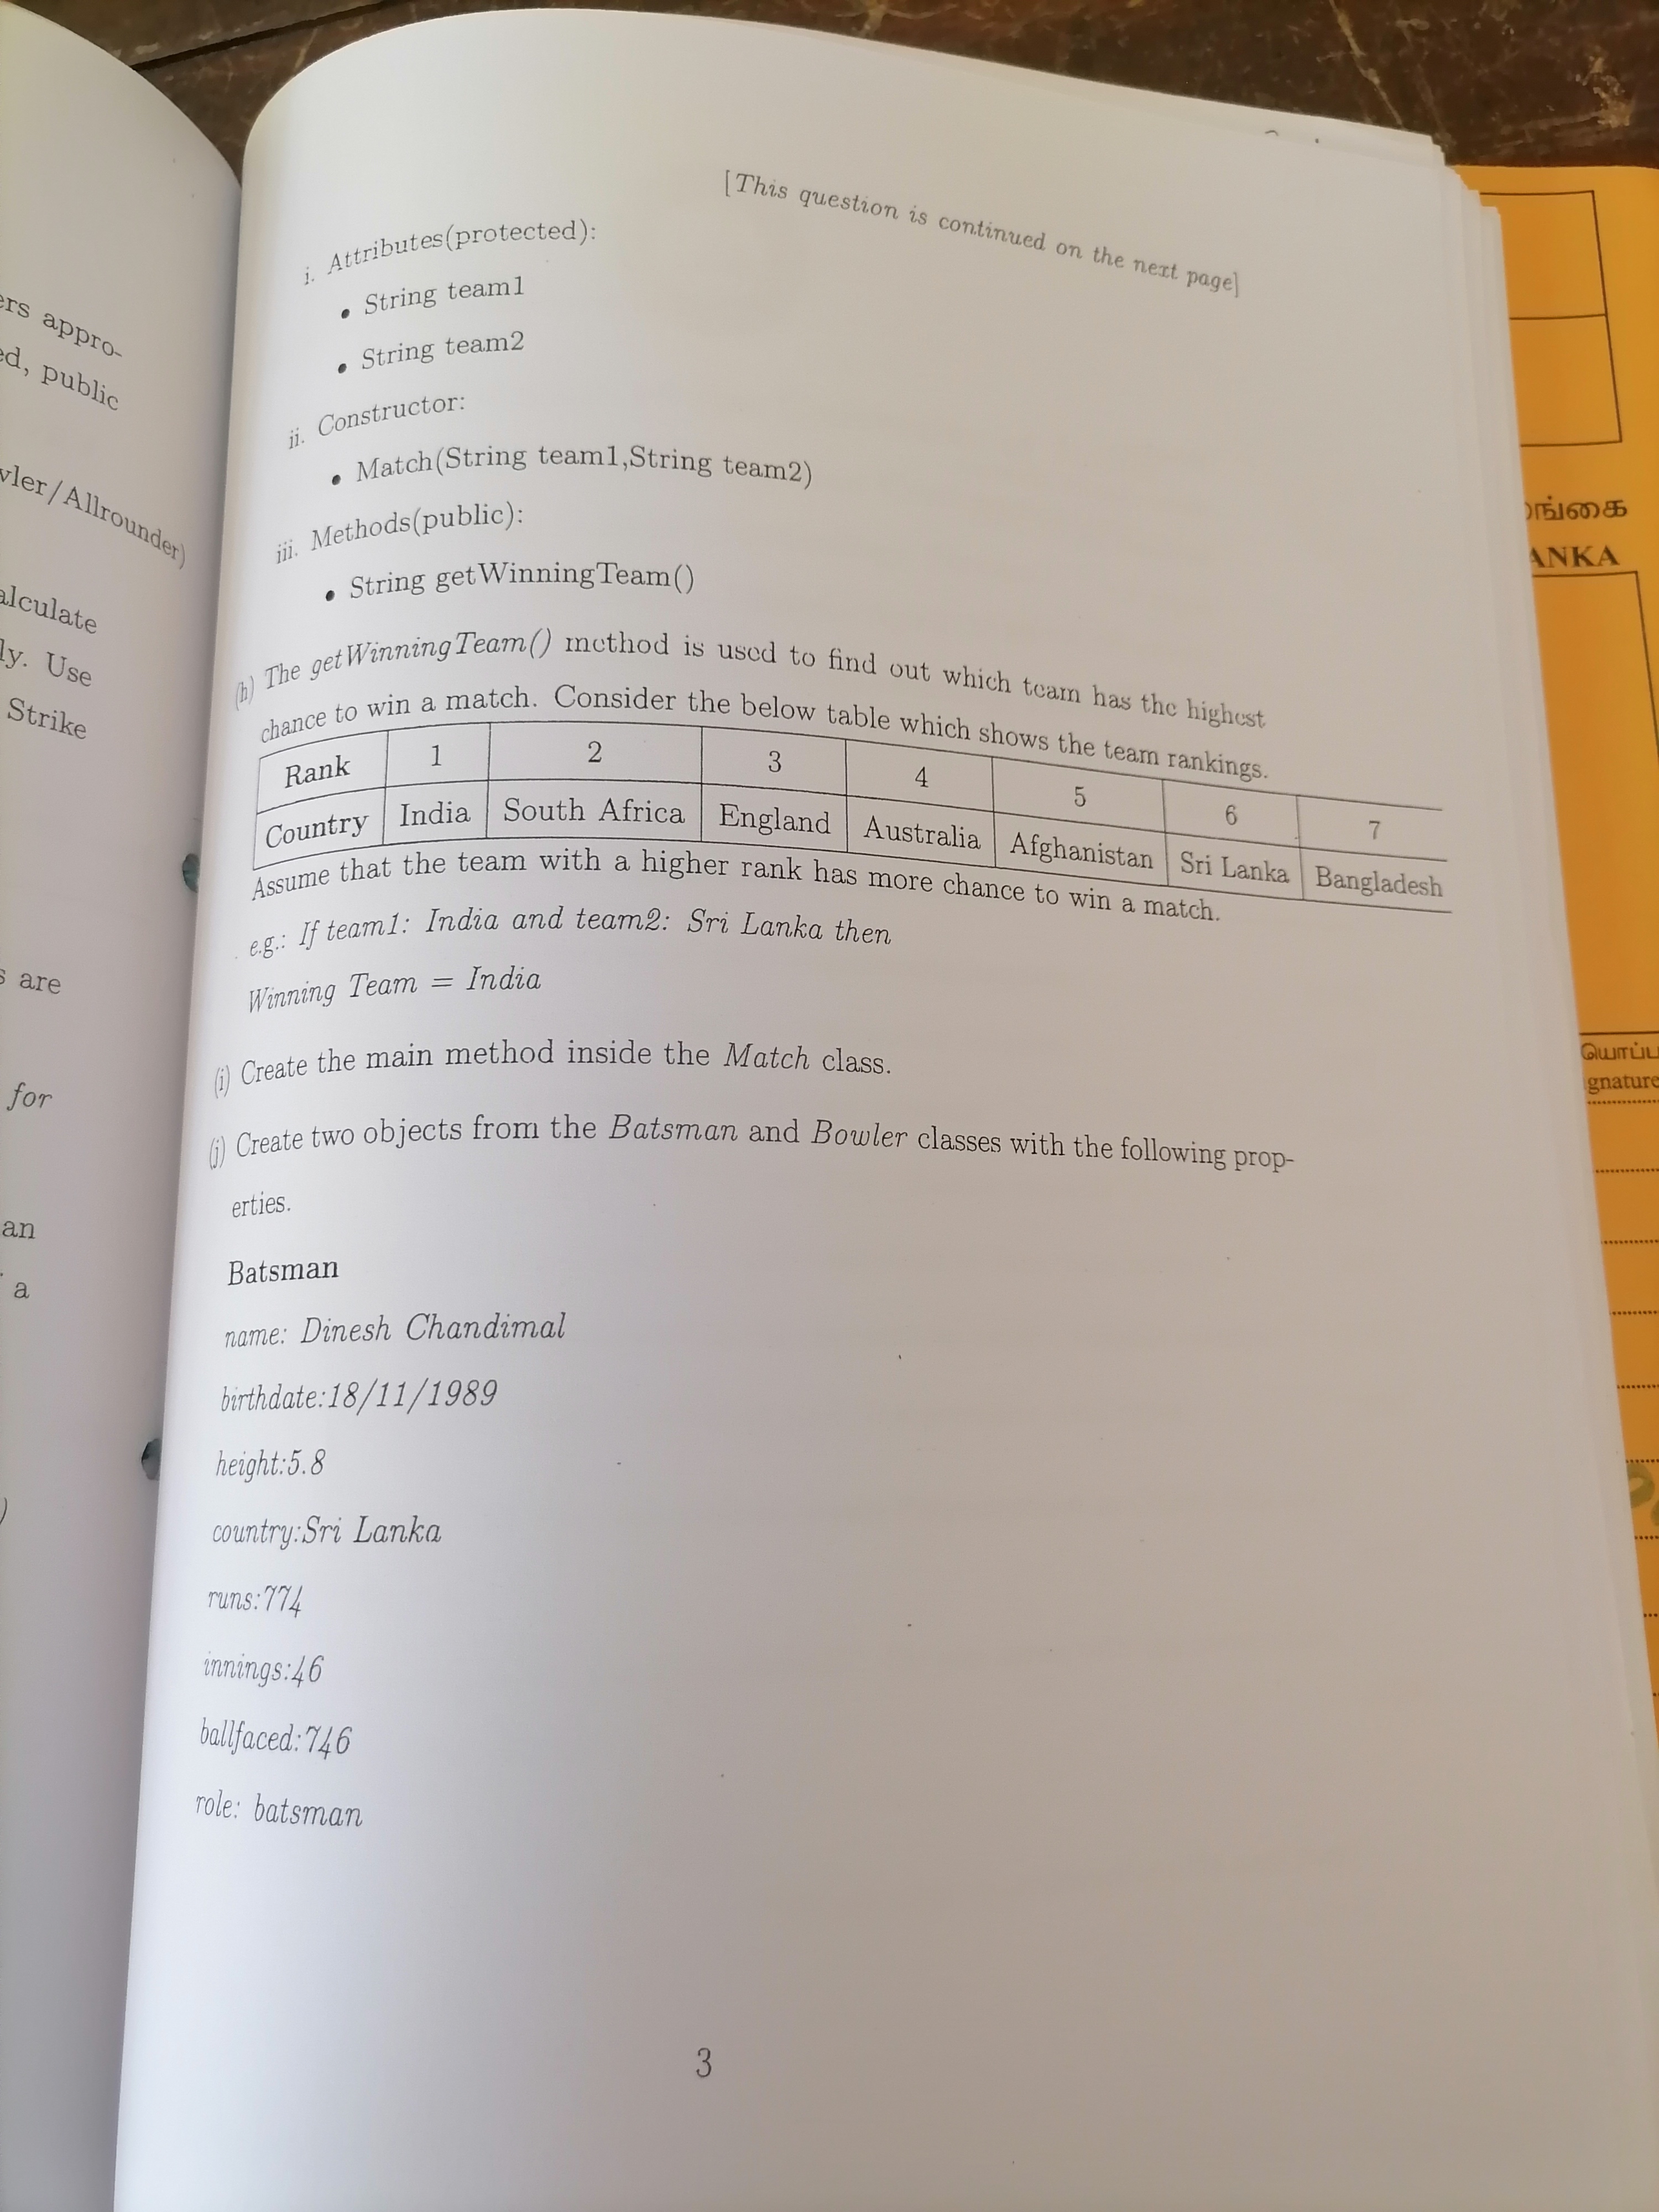 ers appro-
ed, public
wler/Allrounder)
alculate
ly. Use
Strike
s are
for
an
a
)
[This question is continued on the next page]
i. Attributes(protected):
• String team1
• String team2
ii. Constructor:
• Match(String team1,String team2)
iii. Methods(public):
• String getWinningTeam()
(h) The getWinningTeam() method is used to find out which team has the highest
chance to win a match. Consider the below table which shows the team rankings.
Rank 1 2 3 4 5 6 7
Country India South Africa England Australia Afghanistan Sri Lanka Bangladesh
Assume that the team with a higher rank has more chance to win a match.
e.g.: If team1: India and team2: Sri Lanka then
Winning Team = India
(i) Create the main method inside the Match class.
(j) Create two objects from the Batsman and Bowler classes with the following prop-
erties.
Batsman
name: Dinesh Chandimal
birthdate:18/11/1989
height:5.8
country:Sri Lanka
runs:774
innings:46
ballfaced:746
role: batsman
3
ங்கை
ANKA
யொப்ப
gnature